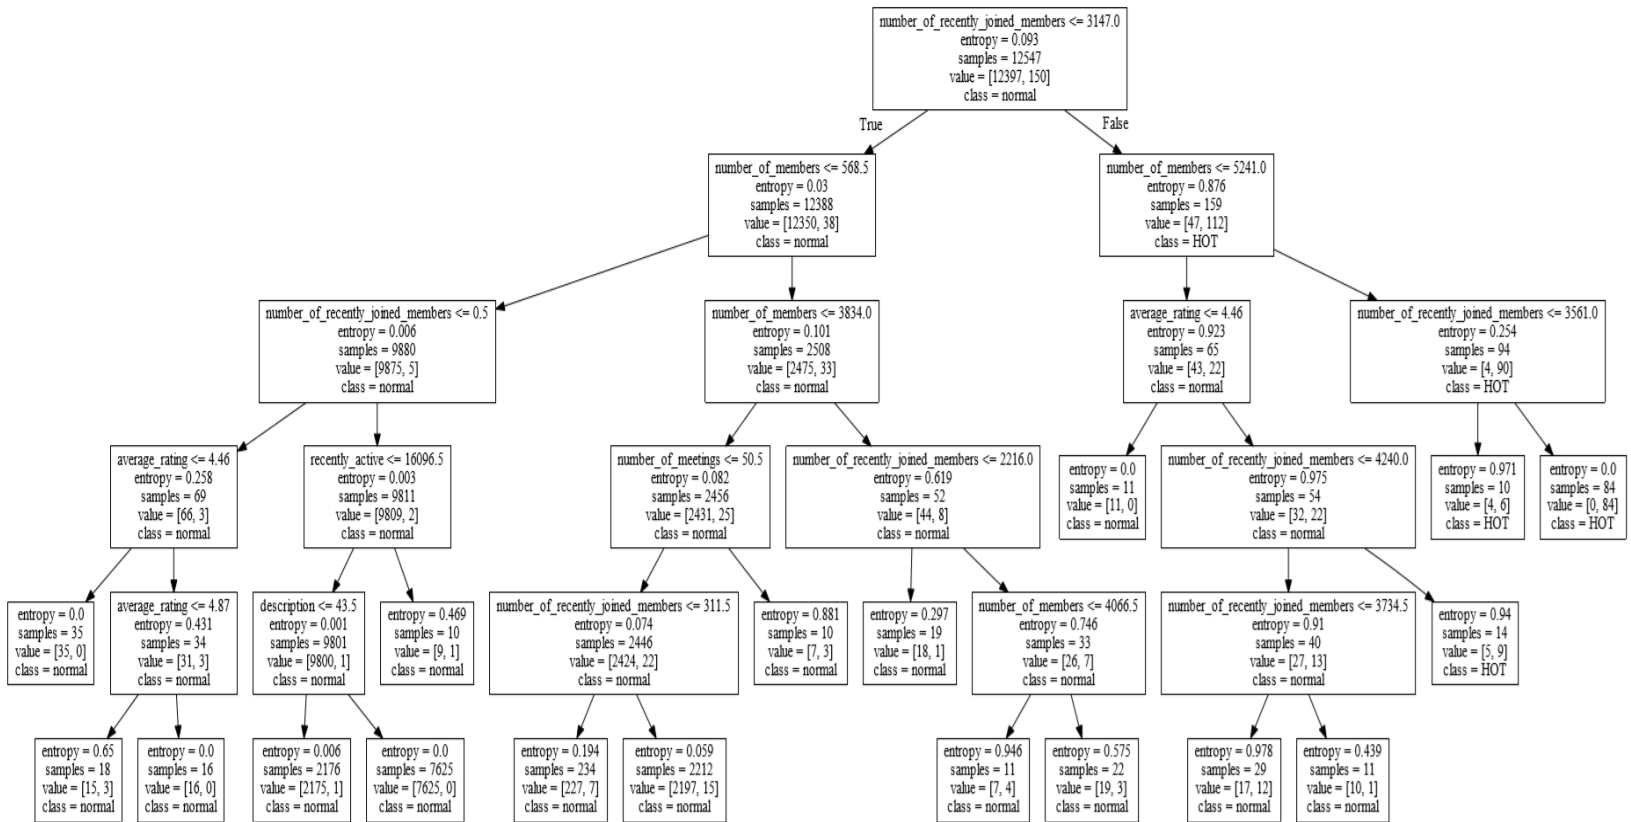 number_of_recently_joined_members <= 3147.0
entropy = 0.093
samples = 12547
value = [12397, 150]
class = normal
True
False
number_of_members <= 568.5
entropy = 0.03
samples = 12388
value = [12350, 38]
class = normal
number_of_members <= 5241.0
entropy = 0.876
samples = 159
value = [47, 112]
class = HOT
number_of_recently_joined_members <= 0.5
entropy = 0.006
samples = 9880
value = [9875, 5]
class = normal
number_of_members <= 3834.0
entropy = 0.101
samples = 2508
value = [2475, 33]
class = normal
average_rating <= 4.46
entropy = 0.923
samples = 65
value = [43, 22]
class = normal
number_of_recently_joined_members <= 3561.0
entropy = 0.254
samples = 94
value = [4, 90]
class = HOT
average_rating <= 4.46
entropy = 0.258
samples = 69
value = [66, 3]
class = normal
recently_active <= 16096.5
entropy = 0.003
samples = 9811
value = [9809, 2]
class = normal
number_of_meetings <= 50.5
entropy = 0.082
samples = 2456
value = [2431, 25]
class = normal
number_of_recently_joined_members <= 2216.0
entropy = 0.619
samples = 52
value = [44, 8]
class = normal
entropy = 0.0
samples = 11
value = [11, 0]
class = normal
number_of_recently_joined_members <= 4240.0
entropy = 0.975
samples = 54
value = [32, 22]
class = normal
entropy = 0.971
samples = 10
value = [4, 6]
class = HOT
entropy = 0.0
samples = 84
value = [0, 84]
class = HOT
entropy = 0.0
samples = 35
value = [35, 0]
class = normal
average_rating <= 4.87
entropy = 0.431
samples = 34
value = [31, 3]
class = normal
description <= 43.5
entropy = 0.001
samples = 9801
value = [9800, 1]
class = normal
entropy = 0.469
samples = 10
value = [9, 1]
class = normal
number_of_recently_joined_members <= 311.5
entropy = 0.074
samples = 2446
value = [2424, 22]
class = normal
entropy = 0.881
samples = 10
value = [7, 3]
class = normal
entropy = 0.297
samples = 19
value = [18, 1]
class = normal
number_of_members <= 4066.5
entropy = 0.746
samples = 33
value = [26, 7]
class = normal
number_of_recently_joined_members <= 3734.5
entropy = 0.91
samples = 40
value = [27, 13]
class = normal
entropy = 0.94
samples = 14
value = [5, 9]
class = HOT
entropy = 0.65
samples = 18
value = [15, 3]
class = normal
entropy = 0.0
samples = 16
value = [16, 0]
class = normal
entropy = 0.006
samples = 2176
value = [2175, 1]
class = normal
entropy = 0.0
samples = 7625
value = [7625, 0]
class = normal
entropy = 0.194
samples = 234
value = [227, 7]
class = normal
entropy = 0.059
samples = 2212
value = [2197, 15]
class = normal
entropy = 0.946
samples = 11
value = [7, 4]
class = normal
entropy = 0.575
samples = 22
value = [19, 3]
class = normal
entropy = 0.978
samples = 29
value = [17, 12]
class = normal
entropy = 0.439
samples = 11
value = [10, 1]
class = normal